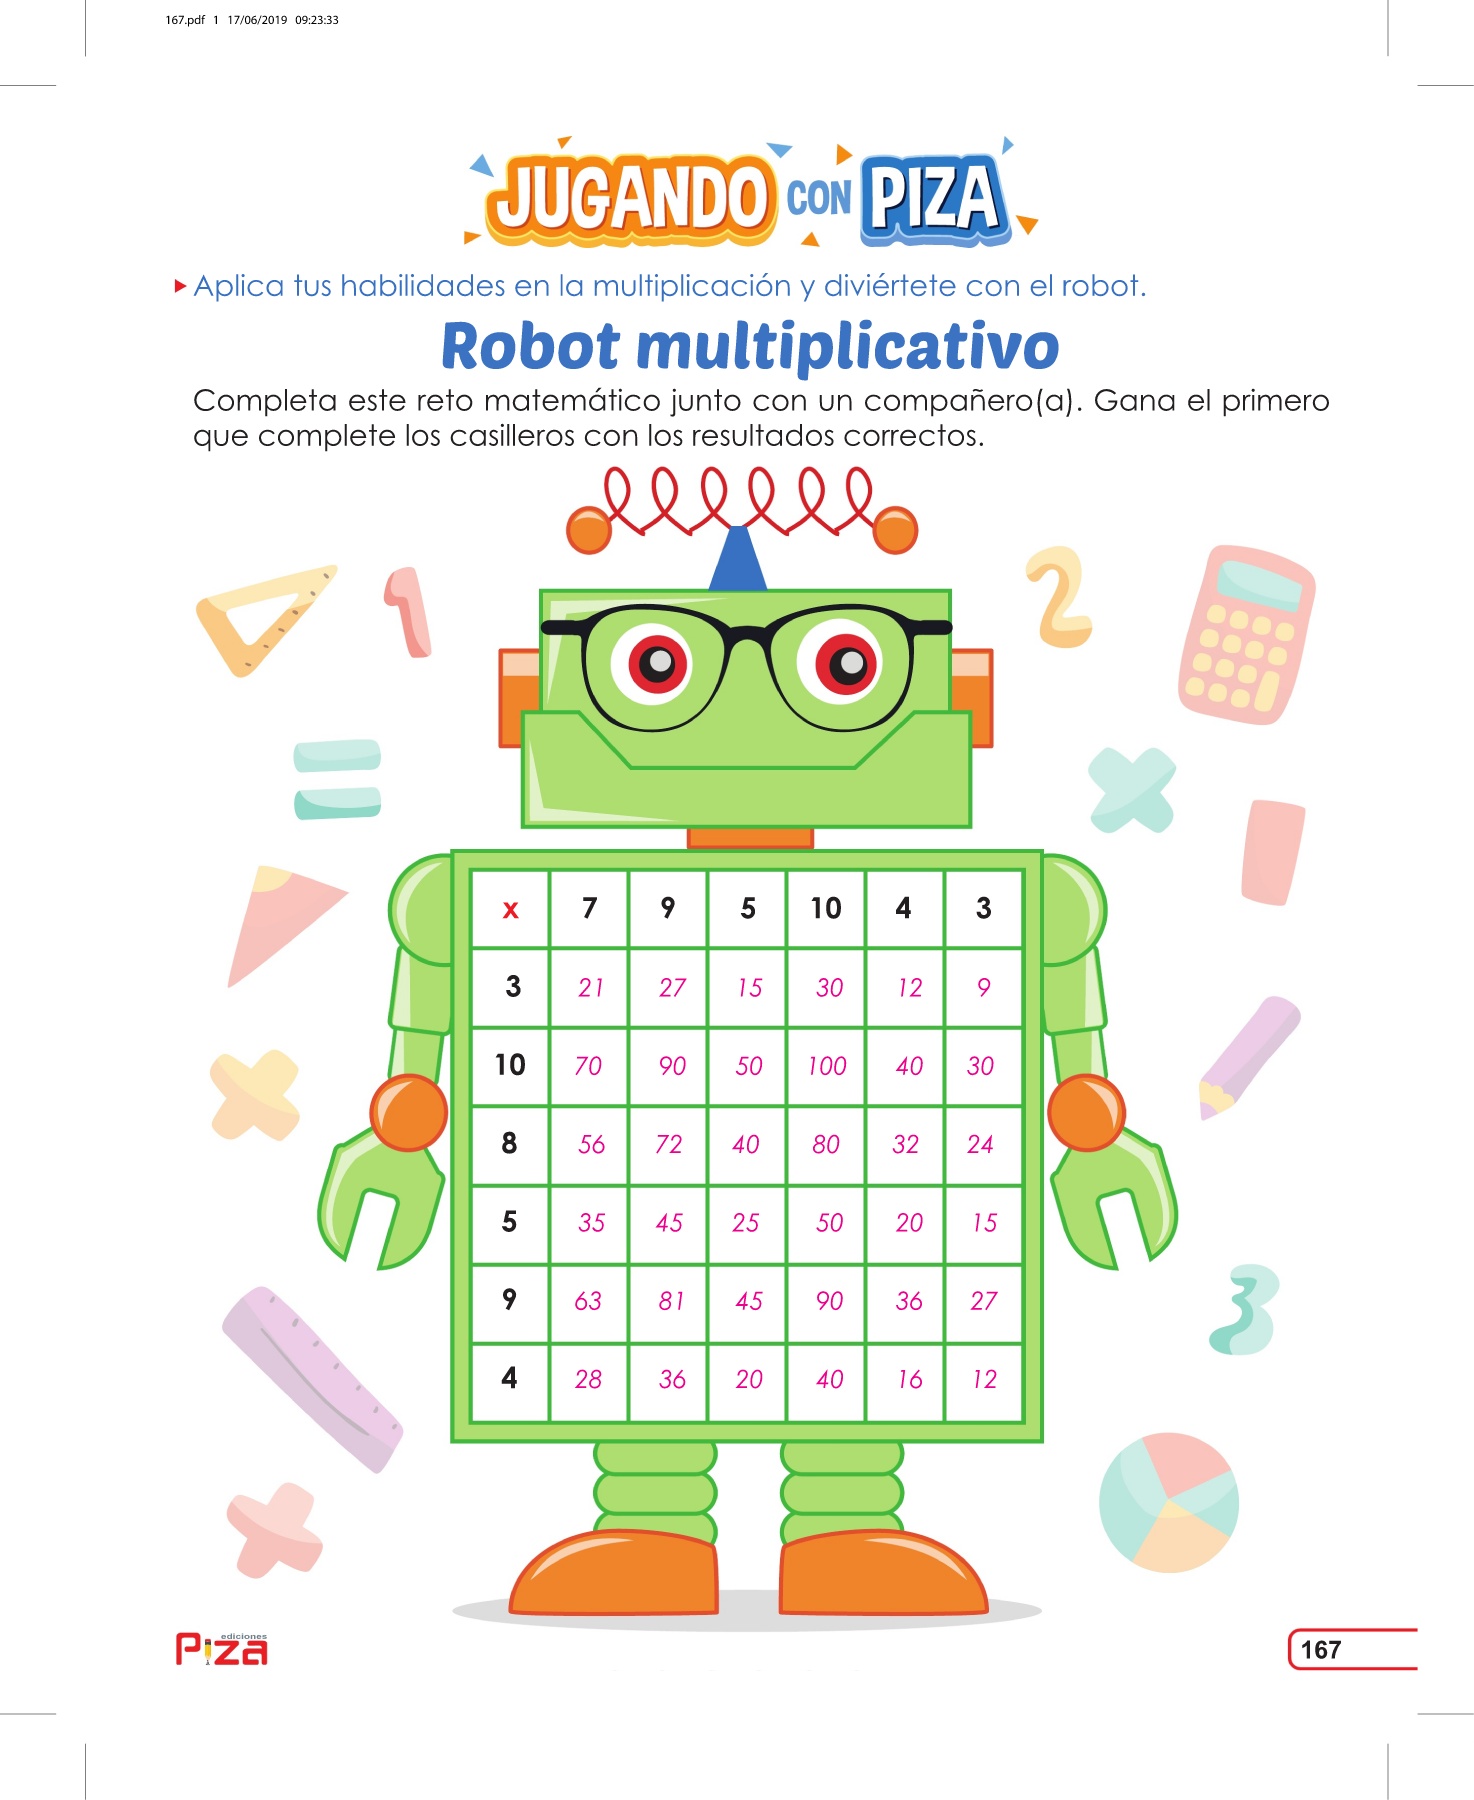 167.pdf 1 17/06/2019 09:23:33
JUGANDO CON PIZA
Aplica tus habilidades en la multiplicación y diviértete con el robot.
Robot multiplicativo
Completa este reto matemático junto con un compañero(a). Gana el primero
que complete los casilleros con los resultados correctos.
1
2
x 7 9 5 10 4 3
3 21 27 15 30 12 9
10 70 90 50 100 40 30
8 56 72 40 80 32 24
5 35 45 25 50 20 15
9 63 81 45 90 36 27
3
4 28 36 20 40 16 12
ediciones
Piza
167